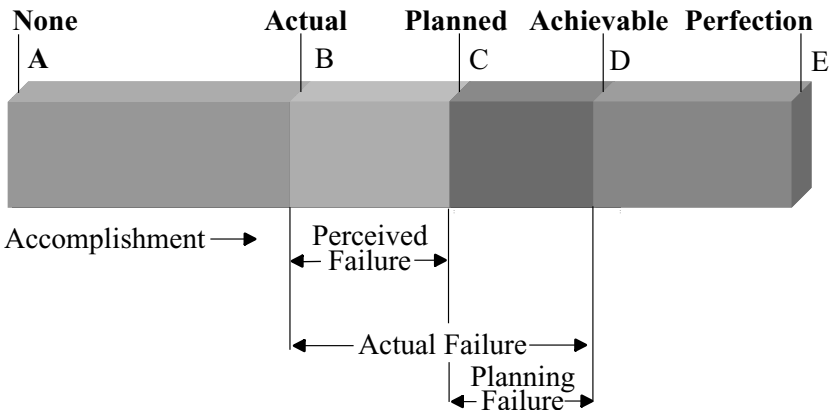 None Actual Planned Achievable Perfection
A B C D E
Accomplishment
Perceived
Failure
Actual Failure
Planning
Failure